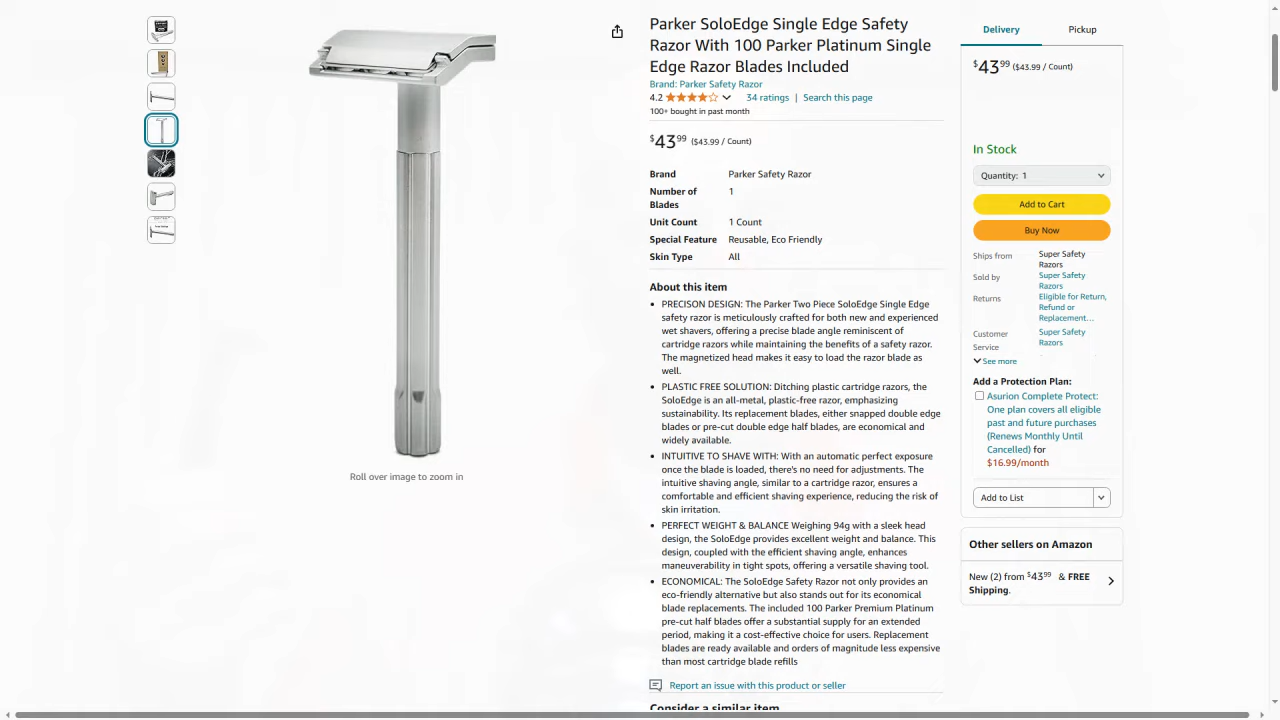 Parker SoloEdge Single Edge Safety
Razor With 100 Parker Platinum Single
Edge Razor Blades Included
Brand: Parker Safety Razor
4.2
34 ratings | Search this page
100+ bought in past month
$43.99 ($43.99 / Count)
Brand Parker Safety Razor
Number of Blades 1
Unit Count 1 Count
Special Feature Reusable, Eco Friendly
Skin Type All
About this item
• PRECISON DESIGN: The Parker Two Piece SoloEdge Single Edge
safety razor is meticulously crafted for both new and experienced
wet shavers, offering a precise blade angle reminiscent of
cartridge razors while maintaining the benefits of a safety razor.
The magnetized head makes it easy to load the razor blade as
well.
• PLASTIC FREE SOLUTION: Ditching plastic cartridge razors, the
SoloEdge is an all-metal, plastic-free razor, emphasizing
sustainability. Its replacement blades, either snapped double edge
blades or pre-cut double edge half blades, are economical and
widely available.
• INTUITIVE TO SHAVE WITH: With an automatic perfect exposure
once the blade is loaded, there's no need for adjustments. The
intuitive shaving angle, similar to a cartridge razor, ensures a
comfortable and efficient shaving experience, reducing the risk of
skin irritation.
• PERFECT WEIGHT & BALANCE Weighing 94g with a sleek head
design, the SoloEdge provides excellent weight and balance. This
design, coupled with the efficient shaving angle, enhances
maneuverability in tight spots, offering a versatile shaving tool.
• ECONOMICAL: The SoloEdge Safety Razor not only provides an
eco-friendly alternative but also stands out for its economical
blade replacements. The included 100 Parker Premium Platinum
pre-cut half blades offer a substantial supply for an extended
period, making it a cost-effective choice for users. Replacement
blades are ready available and orders of magnitude less expensive
than most cartridge blade refills
Report an issue with this product or seller
Consider a similar item
Roll over image to zoom in
Delivery Pickup
$43.99 ($43.99 / Count)
In Stock
Quantity: 1
Add to Cart
Buy Now
Ships from Super Safety
Razors
Sold by Super Safety
Razors
Returns Eligible for Return,
Refund or
Replacement...
Customer Service Super Safety
Razors
See more
Add a Protection Plan:
Asurion Complete Protect:
One plan covers all eligible
past and future purchases
(Renews Monthly Until
Cancelled) for
$16.99/month
Add to List
Other sellers on Amazon
New (2) from $43.99 & FREE
Shipping.